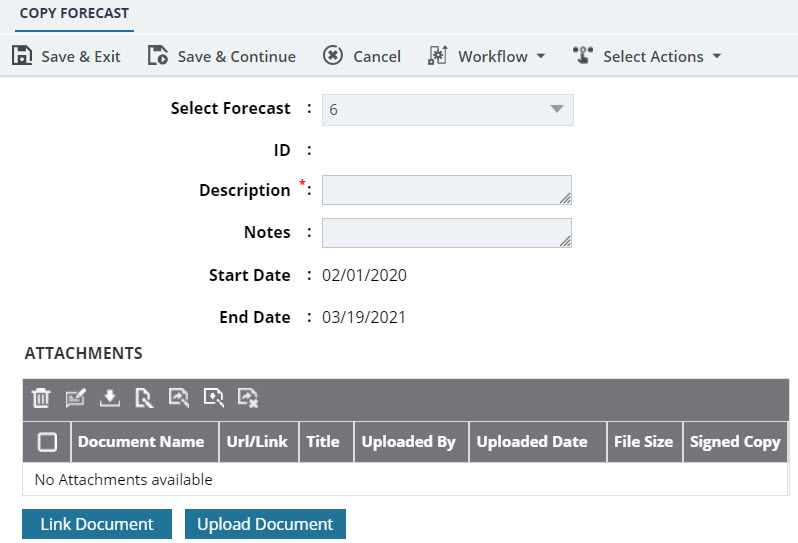 COPY FORECAST
Save & Exit Save & Continue Cancel Workflow Select Actions
Select Forecast : 6
ID :
Description *:
Notes :
Start Date : 02/01/2020
End Date : 03/19/2021
ATTACHMENTS
Document Name Url/Link Title Uploaded By Uploaded Date File Size Signed Copy
No Attachments available
Link Document Upload Document